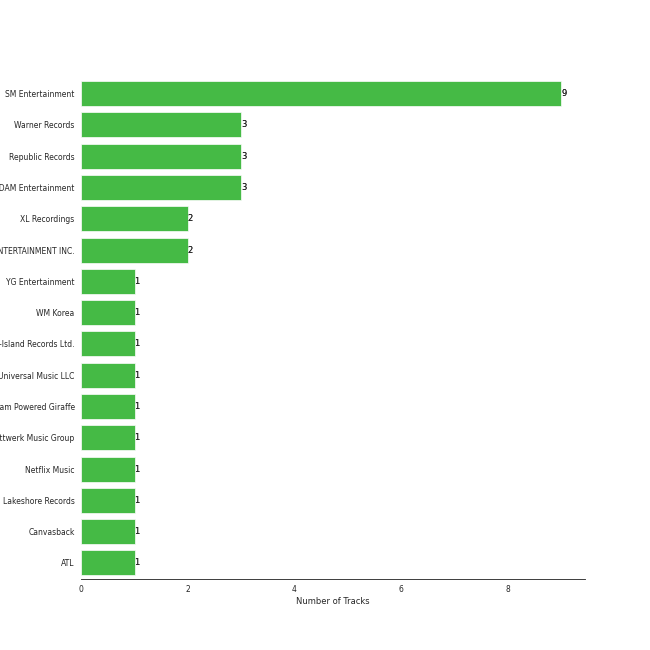 SM Entertainment 9
Warner Records 3
Republic Records 3
DAM Entertainment 3
XL Recordings 2
NTERTAINMENT INC. 2
YG Entertainment 1
WM Korea 1
-Island Records Ltd. 1
Universal Music LLC 1
am Powered Giraffe 1
ttwerk Music Group 1
Netflix Music 1
Lakeshore Records 1
Canvasback 1
ATL 1
0 2 4 6 8
Number of Tracks